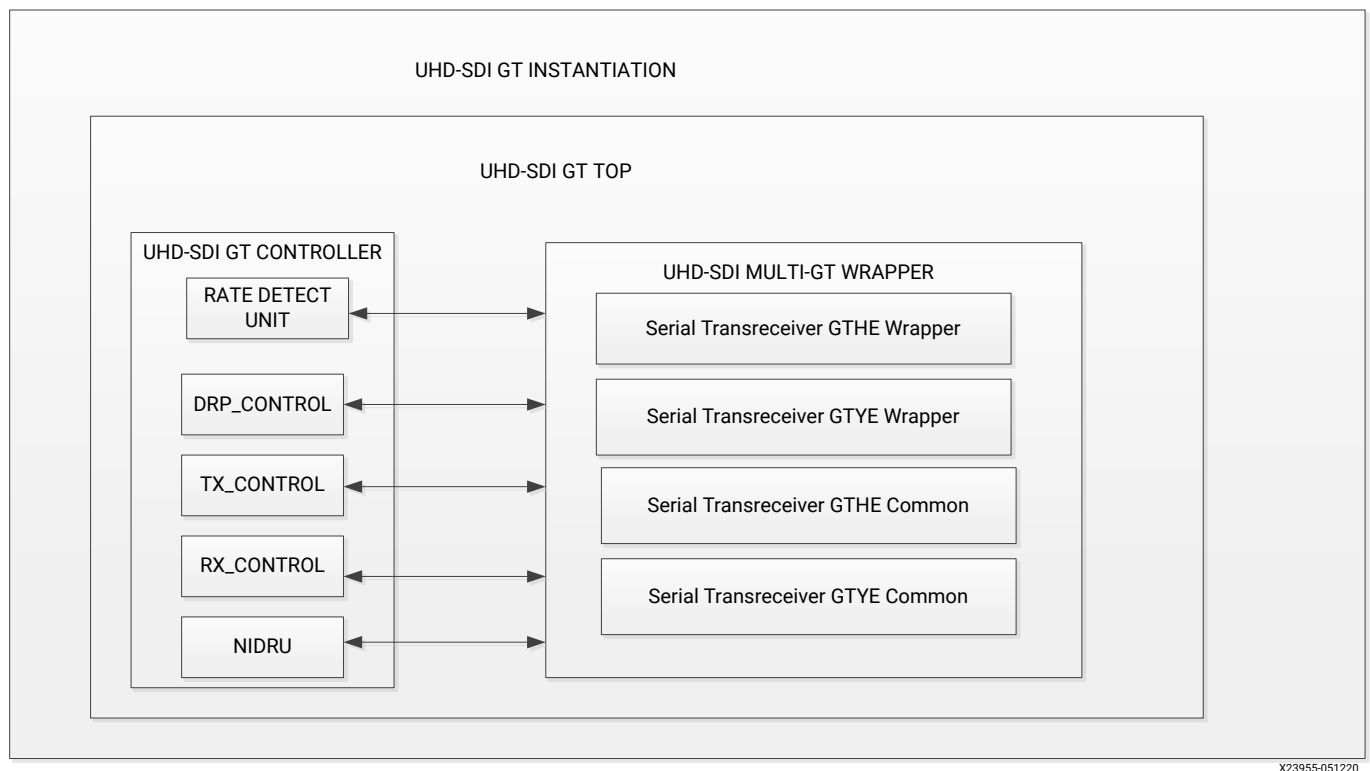 UHD-SDI GT INSTANTIATION
UHD-SDI GT TOP
UHD-SDI GT CONTROLLER
RATE DETECT
UNIT
DRP_CONTROL
TX_CONTROL
RX_CONTROL
NIDRU
UHD-SDI MULTI-GT WRAPPER
Serial Transreceiver GTHE Wrapper
Serial Transreceiver GTYE Wrapper
Serial Transreceiver GTHE Common
Serial Transreceiver GTYE Common
X23955-051220